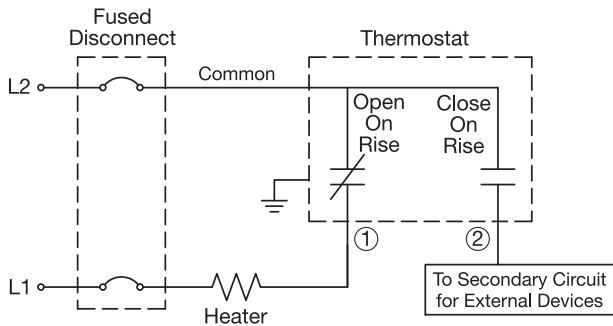 Fused
Disconnect
Thermostat
L2
Common
Open
On
Rise
Close
On
Rise
①
②
L1
Heater
To Secondary Circuit
for External Devices